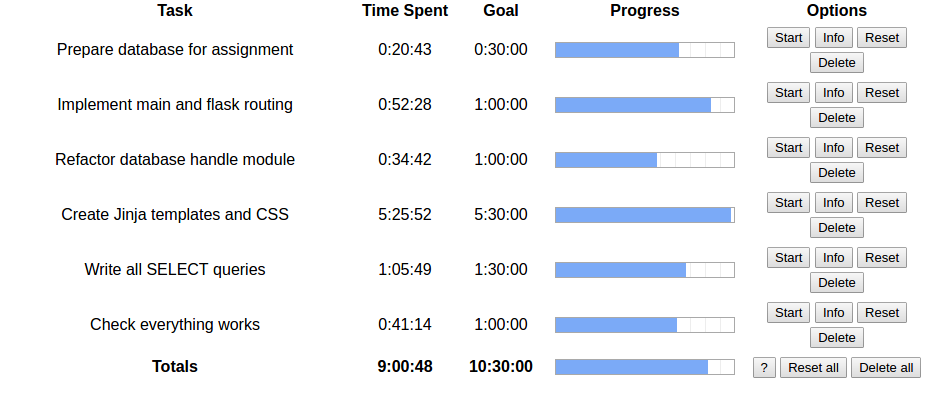 Task Time Spent Goal Progress Options
Prepare database for assignment 0:20:43 0:30:00 Start Info Reset
Delete
Implement main and flask routing 0:52:28 1:00:00 Start Info Reset
Delete
Refactor database handle module 0:34:42 1:00:00 Start Info Reset
Delete
Create Jinja templates and CSS 5:25:52 5:30:00 Start Info Reset
Delete
Write all SELECT queries 1:05:49 1:30:00 Start Info Reset
Delete
Check everything works 0:41:14 1:00:00 Start Info Reset
Delete
Totals 9:00:48 10:30:00 ? Reset all Delete all